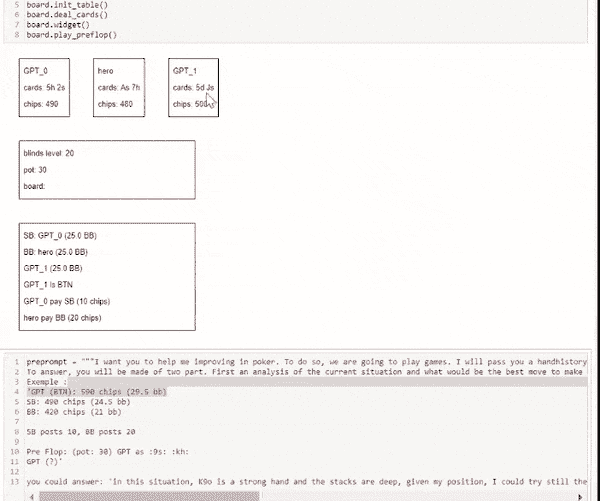 5 board.init_table()
6 board.deal_cards()
7 board.widget()
8 board.play_preflop()
GPT_0
cards: 5h 2s
chips: 490
hero
cards: As 7h
chips: 480
GPT_1
cards: 5d Js
chips: 500
blinds level: 20
pot: 30
board:
SB: GPT_0 (25.0 BB)
BB: hero (25.0 BB)
GPT_1 (25.0 BB)
GPT_1 is BTN
GPT_0 pay SB (10 chips)
hero pay BB (20 chips)
1 preprompt = """I want you to help me improving in poker. To do so, we are going to play games. I will pass you a handhistory
2 To answer, you will be made of two part. First an analysis of the current situation and what would be the best move to make
3 Exemple :
4 'GPT (BTN): 590 chips (29.5 bb)
5 SB: 490 chips (24.5 bb)
6 BB: 420 chips (21 bb)
7
8 SB posts 10, BB posts 20
9
10 Pre Flop: (pot: 30) GPT as :9s: :kh:
11 GPT (?)'
12
13 you could answer: 'in this situation, K9o is a strong hand and the stacks are deep, given my position, I could try still the